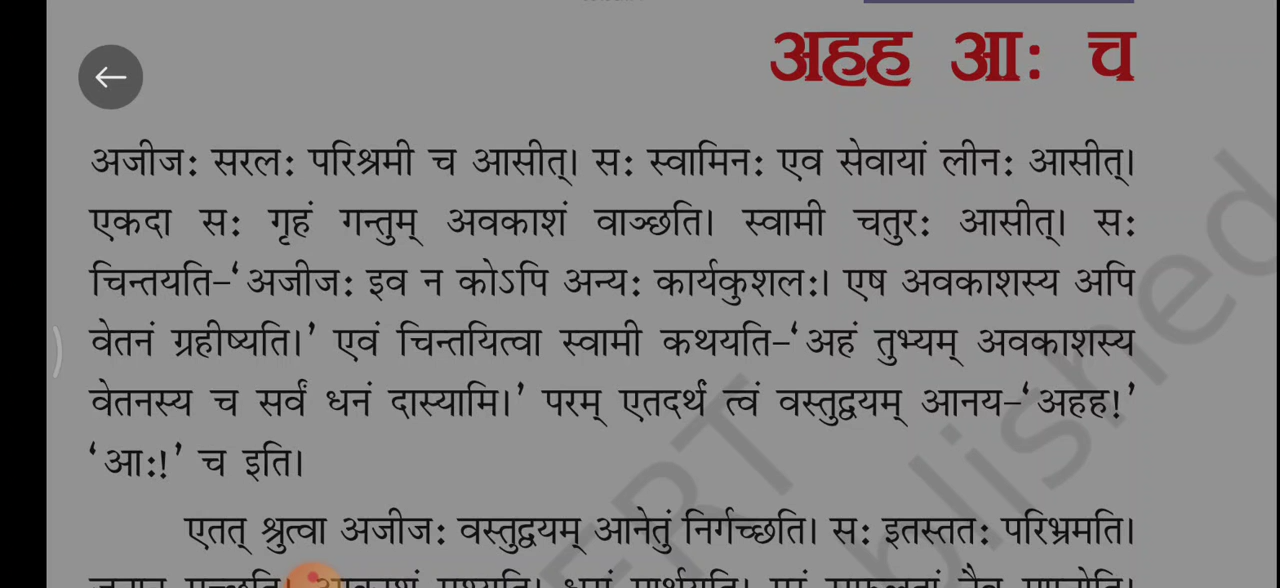 अहह आः च
अजीजः सरलः परिश्रमी च आसीत्। सः स्वामिनः एव सेवायां लीनः आसीत्।
एकदा सः गृहं गन्तुम् अवकाशं वाञ्छति। स्वामी चतुरः आसीत्। सः
चिन्तयति-‘अजीजः इव न कोऽपि अन्यः कार्यकुशलः। एष अवकाशस्य अपि
वेतनं ग्रहीष्यति।’ एवं चिन्तयित्वा स्वामी कथयति-‘अहं तुभ्यम् अवकाशस्य
वेतनस्य च सर्वं धनं दास्यामि।’ परम् एतदर्थं त्वं वस्तुद्वयम् आनय-‘अहह!’
‘आः!’ च इति।
एतत् श्रुत्वा अजीजः वस्तुद्वयम् आनेतुं निर्गच्छति। सः इतस्ततः परिभ्रमति।